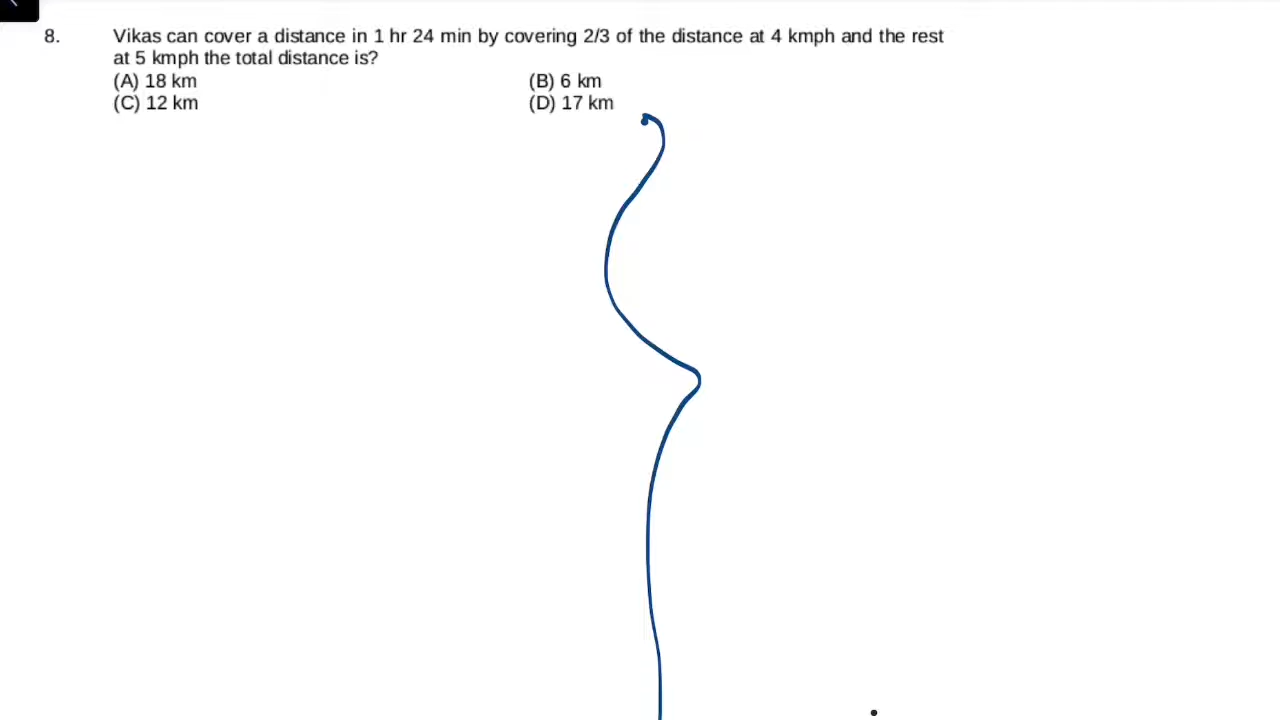 8. Vikas can cover a distance in 1 hr 24 min by covering 2/3 of the distance at 4 kmph and the rest
at 5 kmph the total distance is?
(A) 18 km (B) 6 km
(C) 12 km (D) 17 km